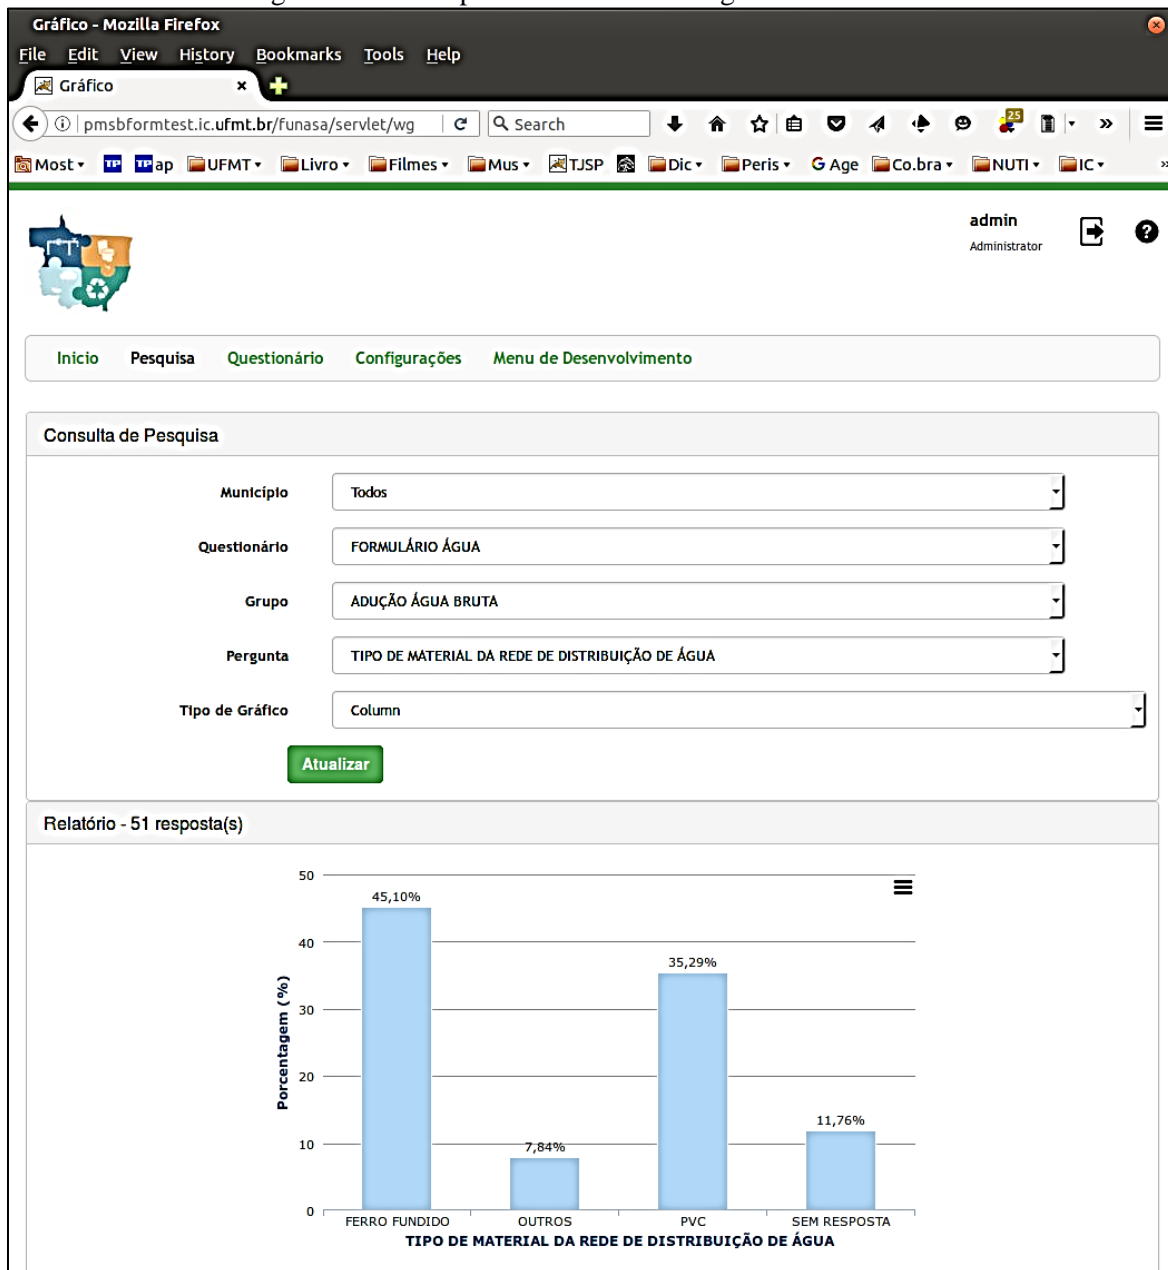 Gráfico - Mozilla Firefox
File Edit View History Bookmarks Tools Help
Gráfico
pmsbformtest.ic.ufmt.br/funasa/servlet/wg Search 25
Most TP TP ap UFMT Livro Filmes Mus TJSP Dic Peris G Age Co.bra NUTI IC
admin
Administrator
Inicio Pesquisa Questionário Configurações Menu de Desenvolvimento
Consulta de Pesquisa
Município Todos
Questionário FORMULÁRIO ÁGUA
Grupo ADUÇÃO ÁGUA BRUTA
Pergunta TIPO DE MATERIAL DA REDE DE DISTRIBUIÇÃO DE ÁGUA
Tipo de Gráfico Column
Atualizar
Relatório - 51 resposta(s)
50
45,10%
40
35,29%
30
20
11,76%
10
7,84%
0
Porcentagem (%)
FERRO FUNDIDO OUTROS PVC SEM RESPOSTA
TIPO DE MATERIAL DA REDE DE DISTRIBUIÇÃO DE ÁGUA